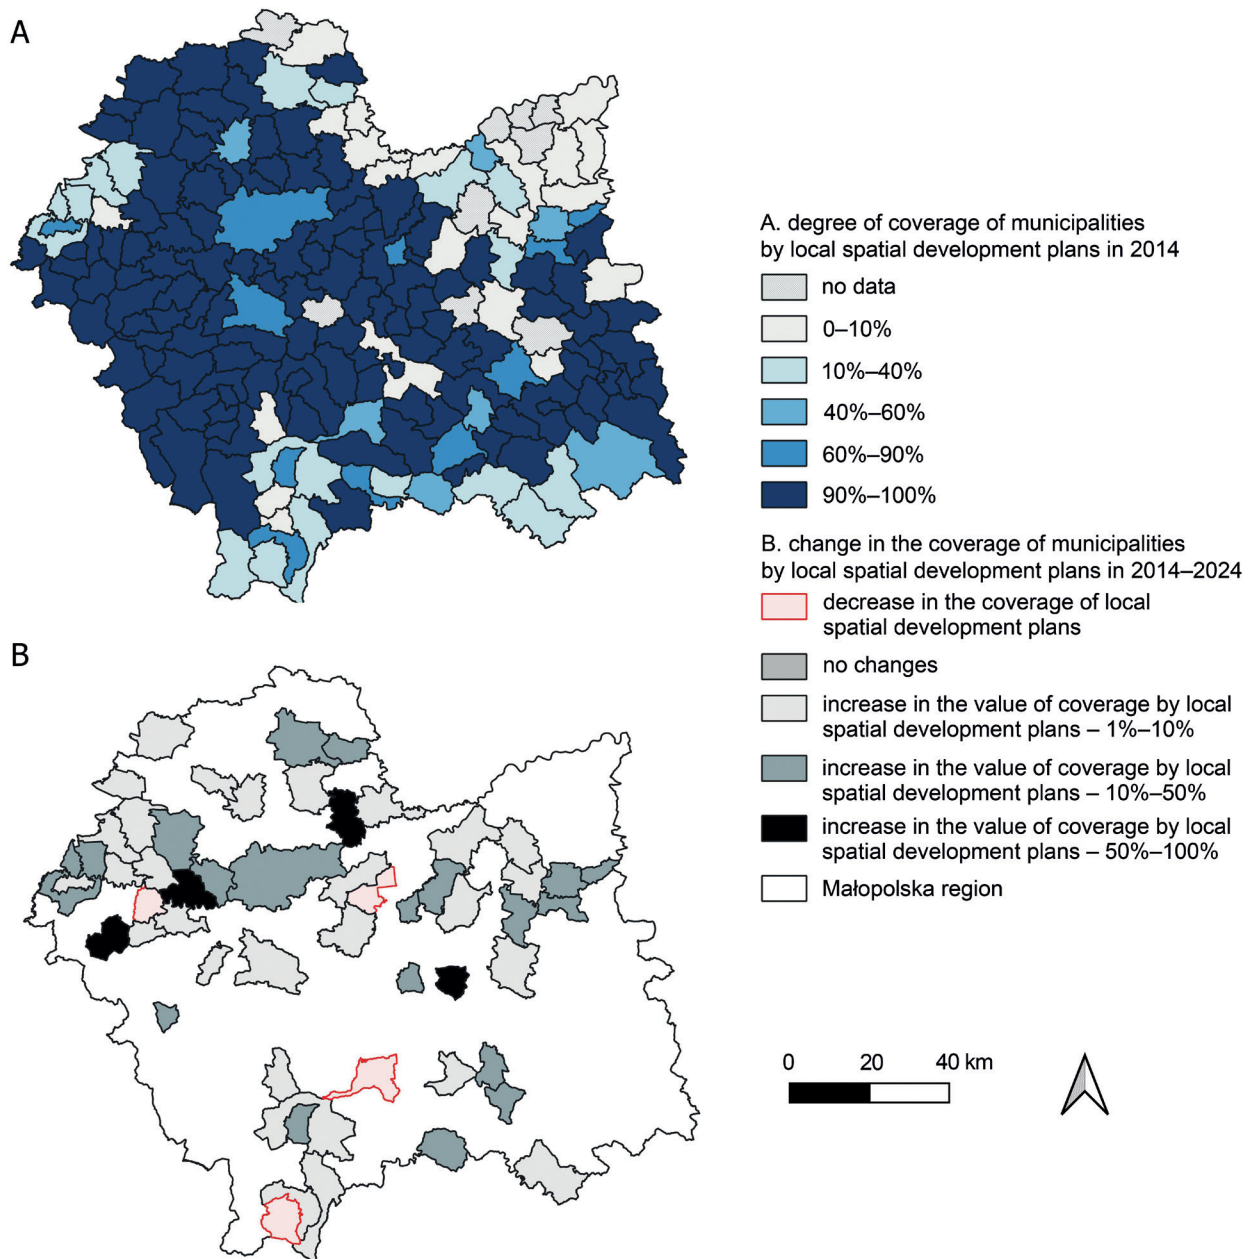 A
A. degree of coverage of municipalities
by local spatial development plans in 2014
no data
0–10%
10%–40%
40%–60%
60%–90%
90%–100%
B. change in the coverage of municipalities
by local spatial development plans in 2014–2024
decrease in the coverage of local
spatial development plans
no changes
increase in the value of coverage by local
spatial development plans – 1%–10%
increase in the value of coverage by local
spatial development plans – 10%–50%
increase in the value of coverage by local
spatial development plans – 50%–100%
Małopolska region
B
0 20 40 km